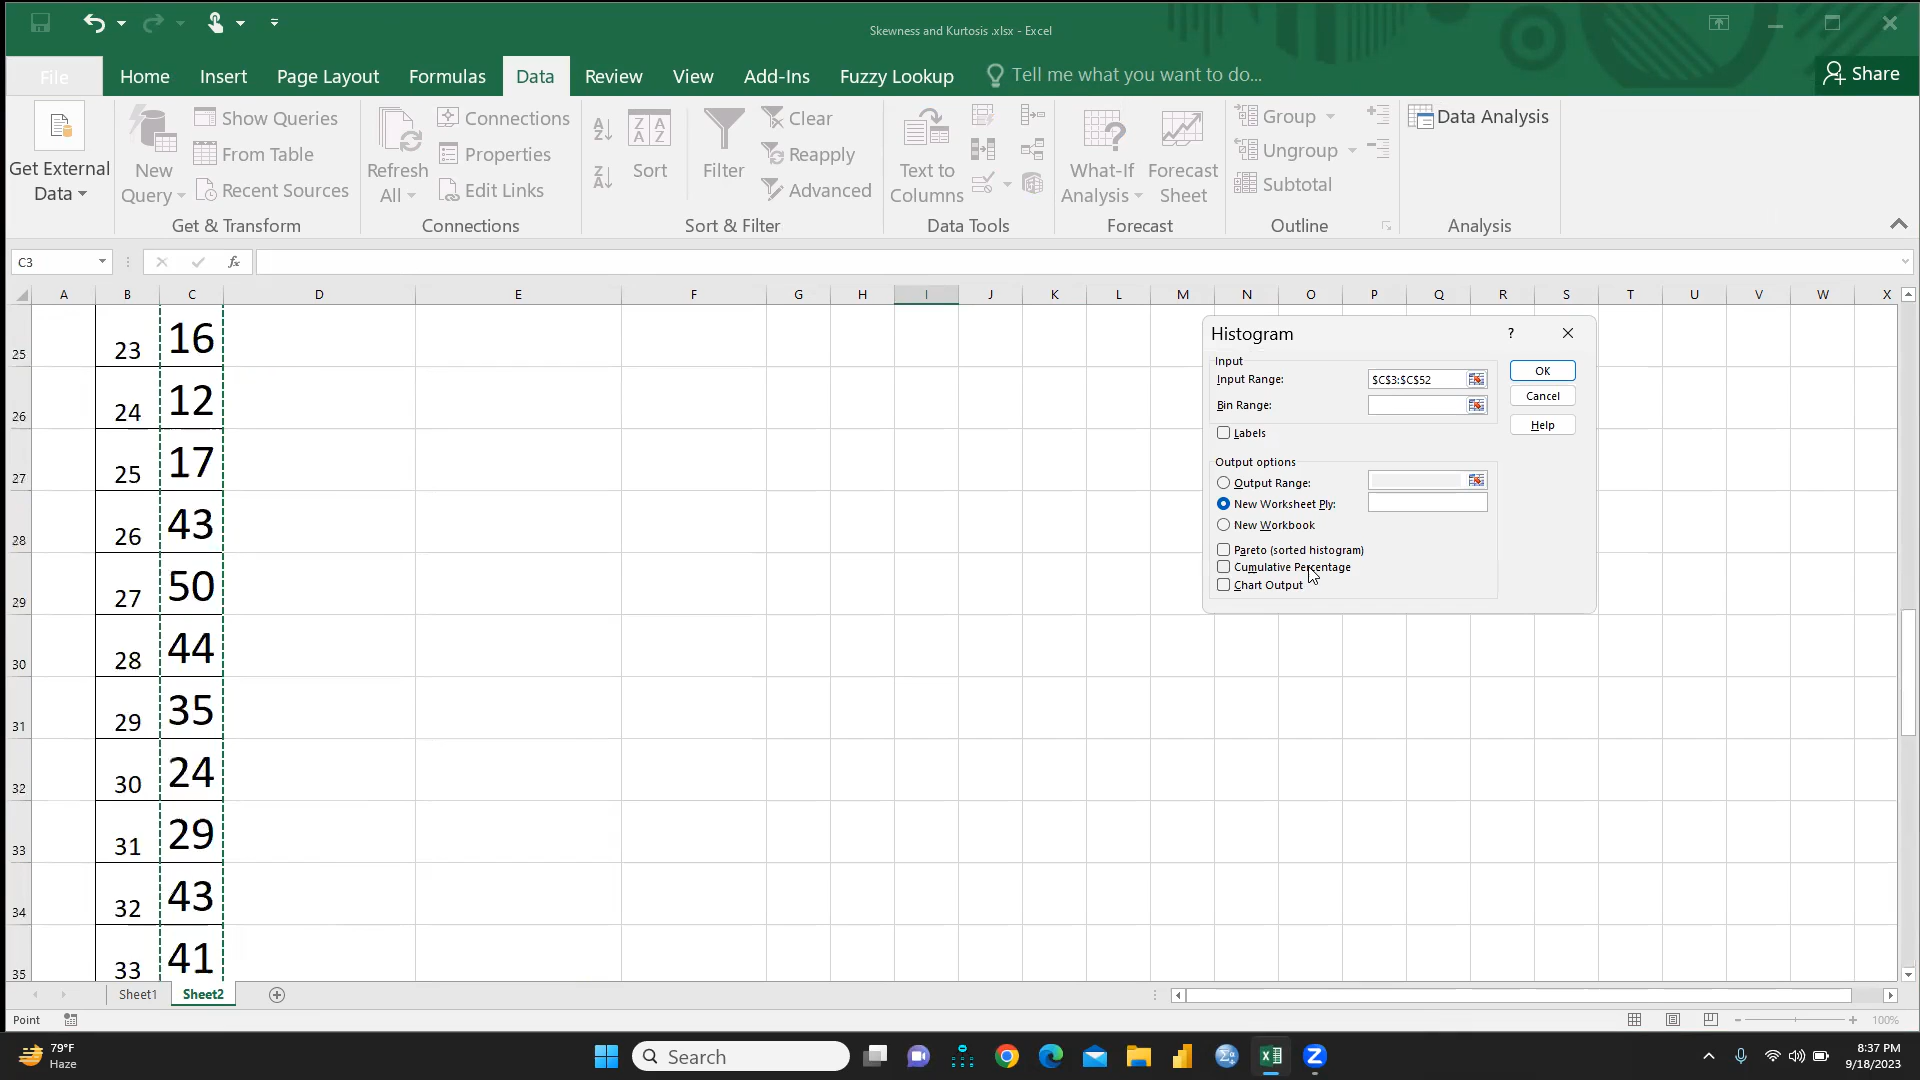 Skewness and Kurtosis .xlsx - Excel
File
Home
Insert
Page Layout
Formulas
Data
Review
View
Add-Ins
Fuzzy Lookup
Tell me what you want to do...
Share
Get External
Data
New
Query
Show Queries
From Table
Recent Sources
Get & Transform
Refresh
All
Connections
Properties
Edit Links
Connections
Sort
Filter
Clear
Reapply
Advanced
Sort & Filter
Text to
Columns
Data Tools
What-If
Analysis
Forecast
Sheet
Forecast
Group
Ungroup
Subtotal
Outline
Data Analysis
Analysis
C3
fx
A B C D E F G H I J K L M N O P Q R S T U V W X
25 23 16
26 24 12
27 25 17
28 26 43
29 27 50
30 28 44
31 29 35
32 30 24
33 31 29
34 32 43
35 33 41
Histogram
?
Input
Input Range:
$C$3:$C$52
Bin Range:
Labels
OK
Cancel
Help
Output options
Output Range:
New Worksheet Ply:
New Workbook
Pareto (sorted histogram)
Cumulative Percentage
Chart Output
Sheet1
Sheet2
Point
100%
79°F
Haze
Search
8:37 PM
9/18/2023